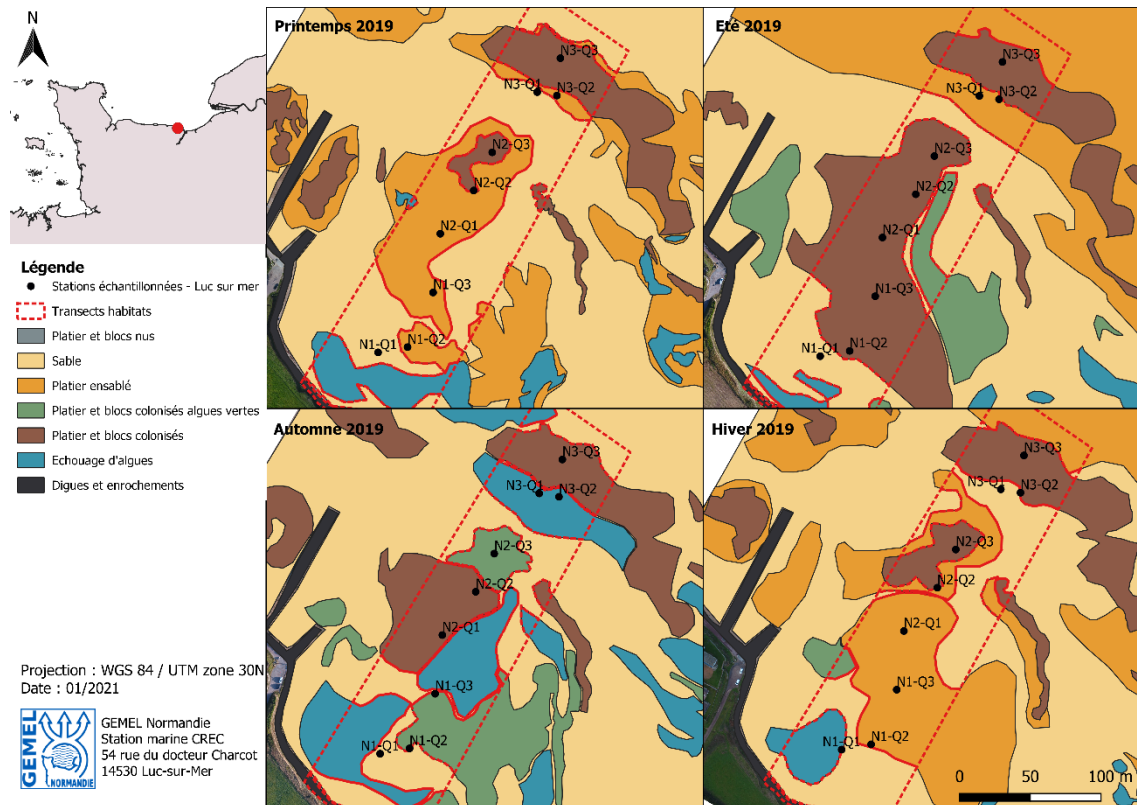 N
Légende
Stations échantillonnées - Luc sur mer
Transects habitats
Platier et blocs nus
Sable
Platier ensablé
Platier et blocs colonisés algues vertes
Platier et blocs colonisés
Echouage d'algues
Digues et enrochements
Projection : WGS 84 / UTM zone 30N
Date : 01/2021
GEMEL
NORMANDIE
GEMEL Normandie
Station marine CREC
54 rue du docteur Charcot
14530 Luc-sur-Mer
Printemps 2019
N3-Q3
N3-Q1
N3-Q2
N2-Q3
N2-Q2
N2-Q1
N1-Q3
N1-Q2
N1-Q1
Eté 2019
N3-Q3
N3-Q1
N3-Q2
N2-Q3
N2-Q2
N2-Q1
N1-Q3
N1-Q2
N1-Q1
Automne 2019
N3-Q3
N3-Q1
N3-Q2
N2-Q3
N2-Q2
N2-Q1
N1-Q3
N1-Q2
N1-Q1
Hiver 2019
N3-Q3
N3-Q1
N3-Q2
N2-Q3
N2-Q2
N2-Q1
N1-Q3
N1-Q2
N1-Q1
0 50 100 m